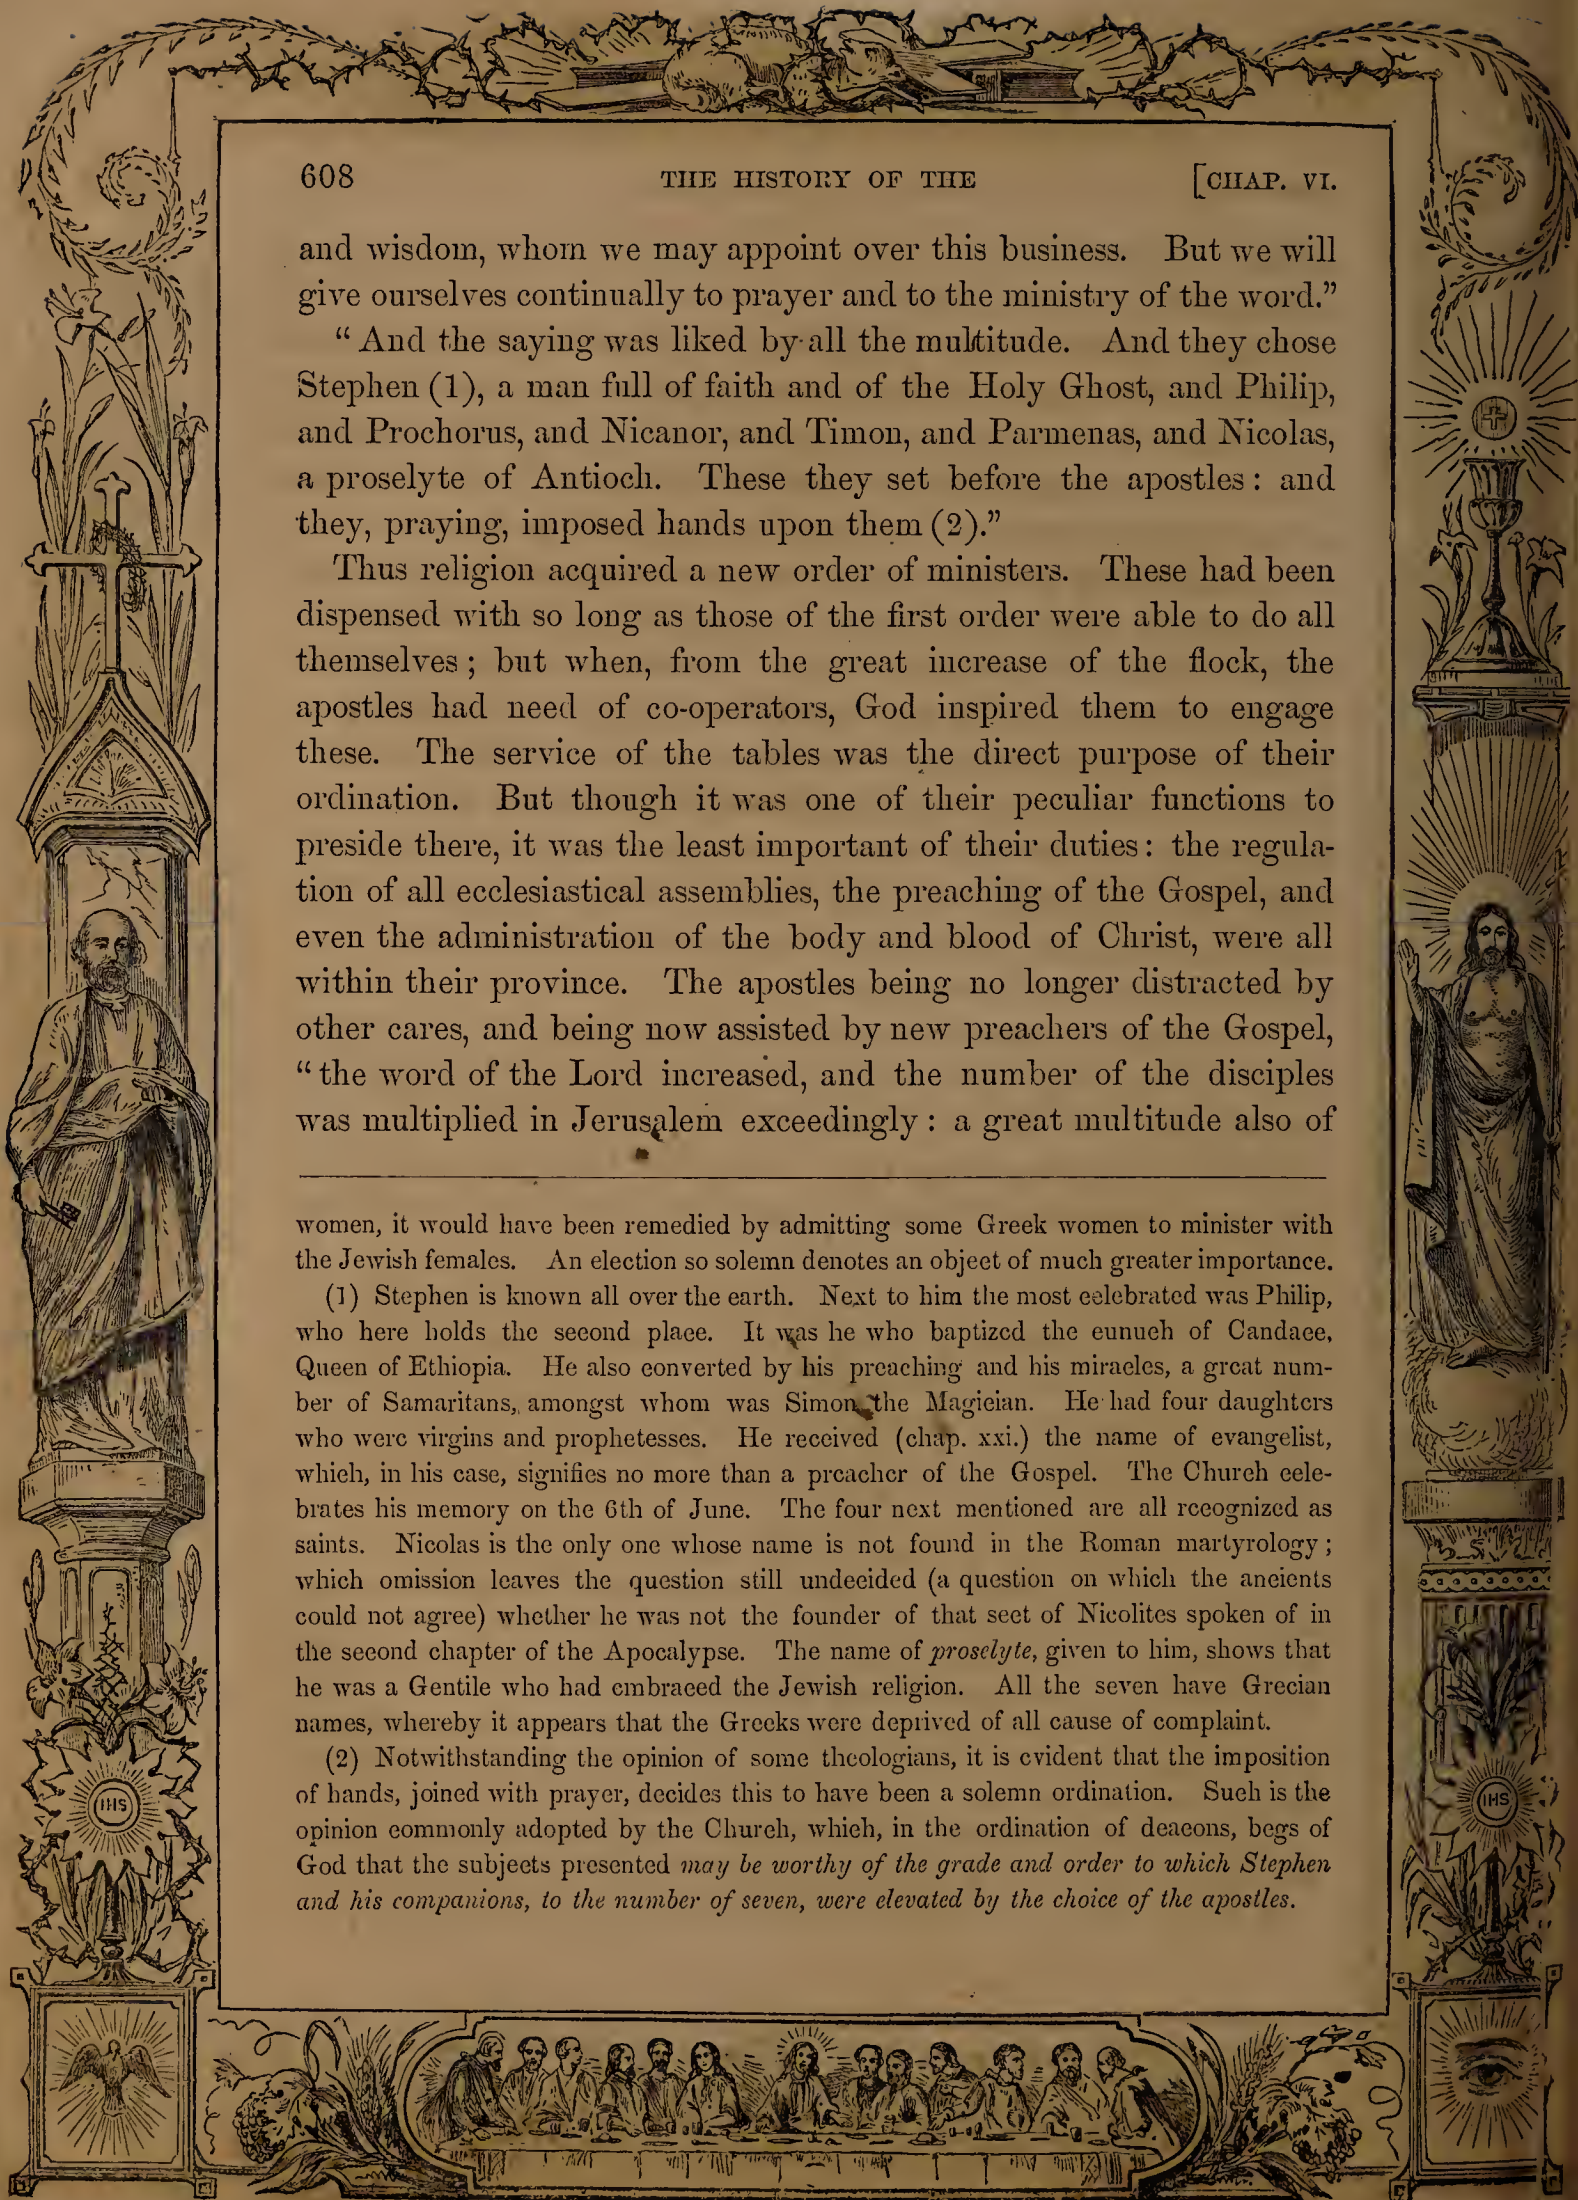 608 THE HISTORY OF THE [CHAP. VI.
and wisdom, whom we may appoint over this business. But we will
give ourselves continually to prayer and to the ministry of the word.”
“ And the saying was liked by all the multitude. And they chose
Stephen (1), a man full of faith and of the Holy Ghost, and Philip,
and Prochorus, and Nicanor, and Timon, and Parmenas, and Nicolas,
a proselyte of Antioch. These they set before the apostles: and
they, praying, imposed hands upon them (2).”
Thus religion acquired a new order of ministers. These had been
dispensed with so long as those of the first order were able to do all
themselves; but when, from the great increase of the flock, the
apostles had need of co-operators, God inspired them to engage
these. The service of the tables was the direct purpose of their
ordination. But though it was one of their peculiar functions to
preside there, it was the least important of their duties: the regula-
tion of all ecclesiastical assemblies, the preaching of the Gospel, and
even the administration of the body and blood of Christ, were all
within their province. The apostles being no longer distracted by
other cares, and being now assisted by new preachers of the Gospel,
“ the word of the Lord increased, and the number of the disciples
was multiplied in Jerusalem exceedingly: a great multitude also of
women, it would have been remedied by admitting some Greek women to minister with
the Jewish females. An election so solemn denotes an object of much greater importance.
(1) Stephen is known all over the earth. Next to him the most celebrated was Philip,
who here holds the second place. It was he who baptized the eunuch of Candace,
Queen of Ethiopia. He also converted by his preaching and his miracles, a great num-
ber of Samaritans, amongst whom was Simon the Magician. He had four daughters
who were virgins and prophetesses. He received (chap. xxi.) the name of evangelist,
which, in his case, signifies no more than a preacher of the Gospel. The Church cele-
brates his memory on the 6th of June. The four next mentioned are all recognized as
saints. Nicolas is the only one whose name is not found in the Roman martyrology;
which omission leaves the question still undecided (a question on which the ancients
could not agree) whether he was not the founder of that sect of Nicolites spoken of in
the second chapter of the Apocalypse. The name of proselyte, given to him, shows that
he was a Gentile who had embraced the Jewish religion. All the seven have Grecian
names, whereby it appears that the Greeks were deprived of all cause of complaint.
(2) Notwithstanding the opinion of some theologians, it is evident that the imposition
of hands, joined with prayer, decides this to have been a solemn ordination. Such is the
opinion commonly adopted by the Church, which, in the ordination of deacons, begs of
God that the subjects presented may be worthy of the grade and order to which Stephen
and his companions, to the number of seven, were elevated by the choice of the apostles.
IHS
IHS